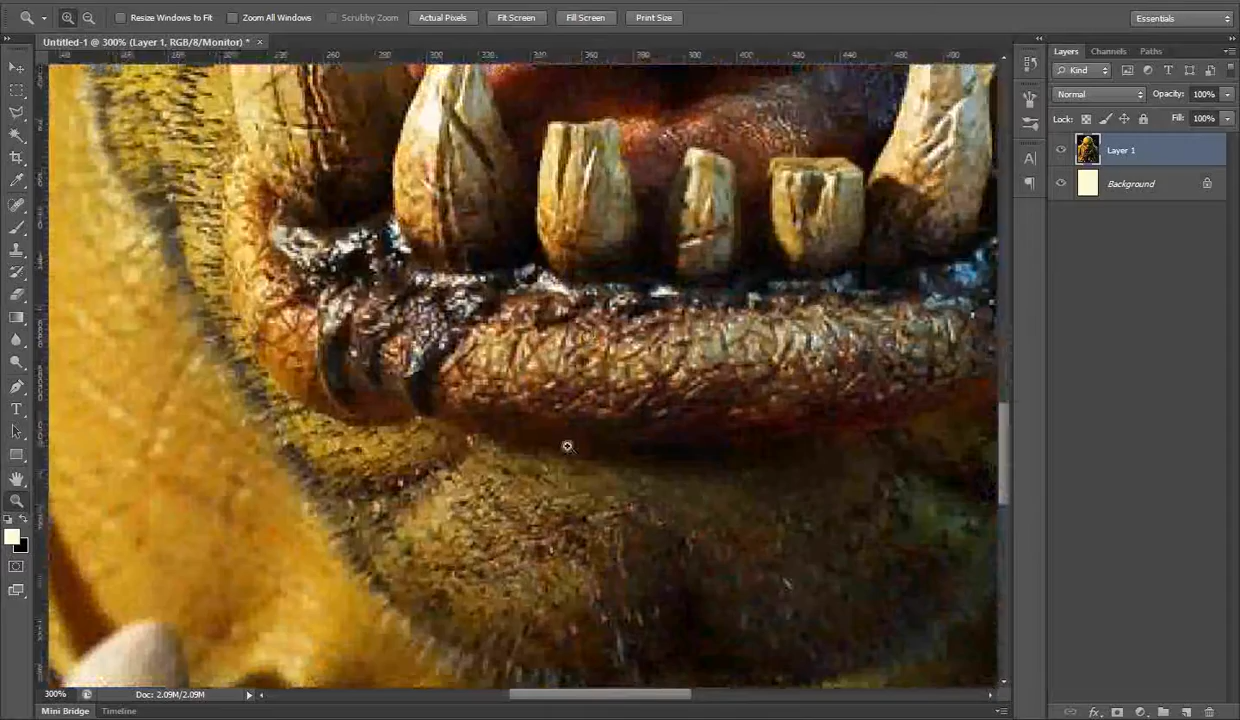 Resize Windows to Fit
Zoom All Windows
Scrubby Zoom
Actual Pixels
Fit Screen
Fill Screen
Print Size
Essentials
Untitled-1 @ 300% (Layer 1, RGB/8/Monitor) *
Layers
Channels
Paths
Kind
Normal
Opacity: 100%
Lock:
Fill: 100%
Layer 1
Background
300%
Doc: 2.09M/2.09M
Mini Bridge
Timeline